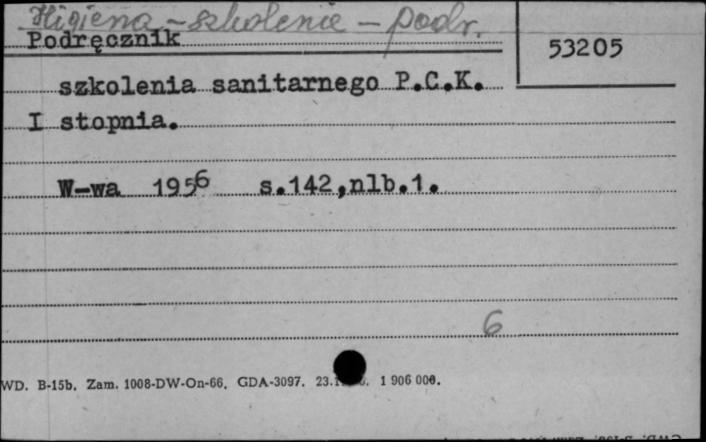 Higiena - szkolenie - podr.
Podręcznik
53205
szkolenia sanitarnego P.C.K.
I stopnia.
W-wa 1956 s.142,nlb.1.
6
WD. B-15b. Zam. 1008-DW-On-66. GDA-3097. 1 906 000.